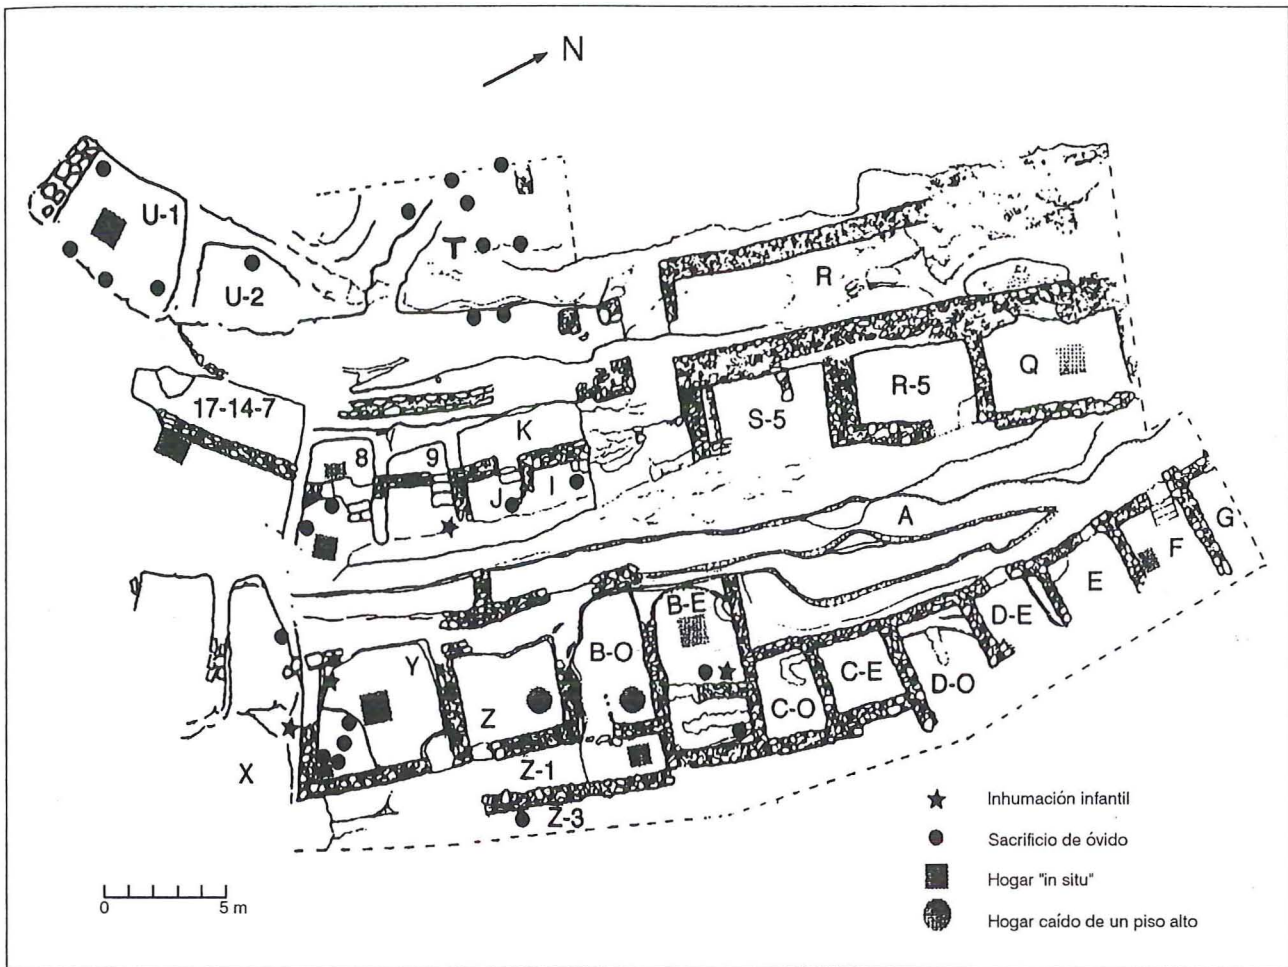 N
U-1
U-2
T
R
17-14-7
8
9
K
J
I
S-5
R-5
Q
A
B-E
B-O
Y
Z
X
Z-1
Z-3
C-O
C-E
D-O
D-E
E
F
G
Inhumación infantil
Sacrificio de óvido
Hogar "in situ"
Hogar caído de un piso alto
0 5 m